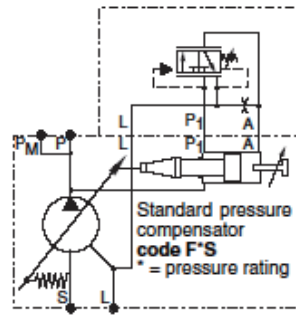 L P1 A
PM P L P1 A
Standard pressure
compensator
code F*S
* = pressure rating
S L